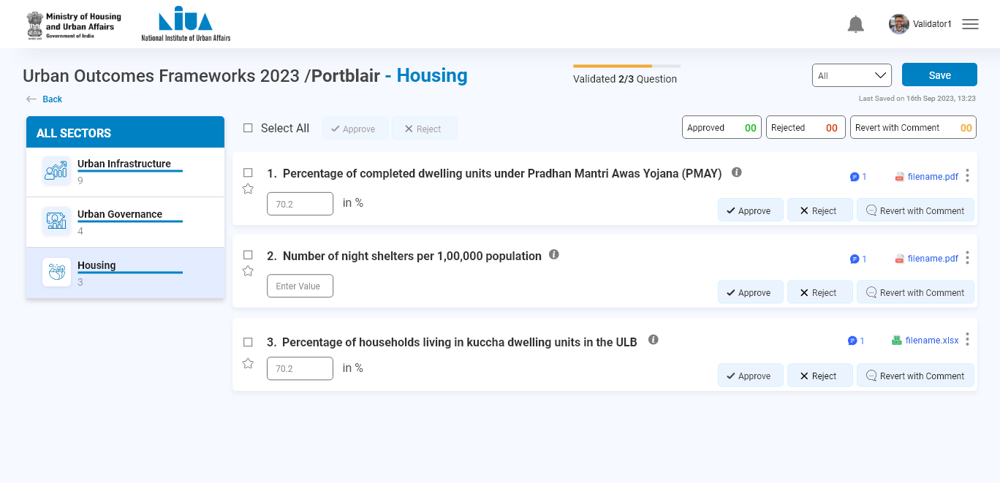 Ministry of Housing
and Urban Affairs
Government of India
NIUA
National Institute of Urban Affairs
Validator1
Urban Outcomes Frameworks 2023 /Portblair - Housing
Validated 2/3 Question
All
Save
Back
Last Saved on 16th Sep 2023, 13:23
ALL SECTORS
Urban Infrastructure
9
Urban Governance
4
Housing
3
Select All
Approve
Reject
Approved 00
Rejected 00
Revert with Comment 00
1. Percentage of completed dwelling units under Pradhan Mantri Awas Yojana (PMAY)
1
filename.pdf
70.2
in %
Approve
Reject
Revert with Comment
2. Number of night shelters per 1,00,000 population
1
filename.pdf
Enter Value
Approve
Reject
Revert with Comment
3. Percentage of households living in kuccha dwelling units in the ULB
1
filename.xlsx
70.2
in %
Approve
Reject
Revert with Comment